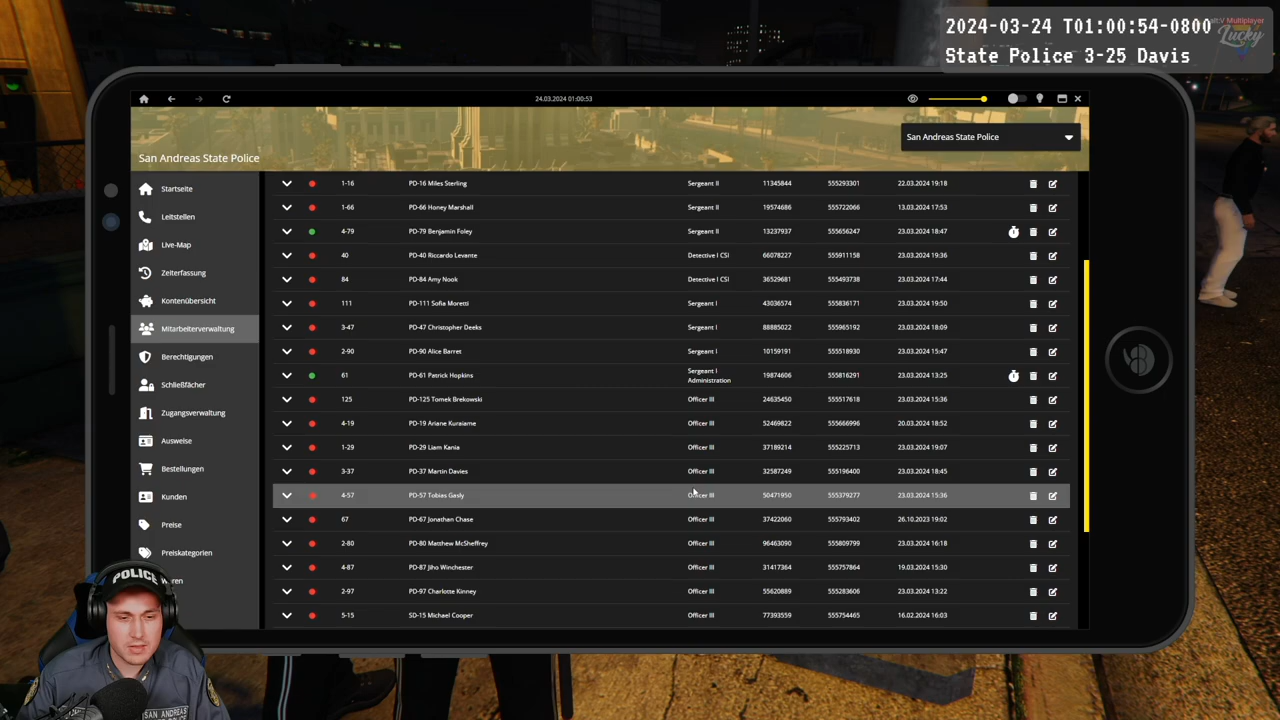 alt:V Multiplayer
Lucky
2024-03-24 T01:00:54-0800
State Police 3-25 Davis
24.03.2024 01:00:53
San Andreas State Police
San Andreas State Police
Startseite
Leitstellen
Live-Map
Zeiterfassung
Kontenübersicht
Mitarbeiterverwaltung
Berechtigungen
Schließfächer
Zugangsverwaltung
Ausweise
Bestellungen
Kunden
Preise
Preiskategorien
1-16 PD-16 Miles Sterling Sergeant II 11345844 555293301 22.03.2024 19:18
1-66 PD-66 Honey Marshall Sergeant II 19574686 555722066 13.03.2024 17:53
4-79 PD-79 Benjamin Foley Sergeant II 13237937 555656247 23.03.2024 18:47
40 PD-40 Riccardo Levante Detective I CSI 66078227 555911158 23.03.2024 19:36
84 PD-84 Amy Nook Detective I CSI 36529681 555493738 23.03.2024 17:44
111 PD-111 Sofia Moretti Sergeant I 43036574 555836171 23.03.2024 19:50
3-47 PD-47 Christopher Deeks Sergeant I 88885022 555965192 23.03.2024 18:09
2-90 PD-90 Alice Barret Sergeant I 10159191 555518930 23.03.2024 15:47
61 PD-61 Patrick Hopkins Sergeant I Administration 19874606 555816291 23.03.2024 13:25
125 PD-125 Tomek Brekowski Officer III 24635450 555517618 23.03.2024 15:36
4-19 PD-19 Ariane Kuraiame Officer III 52469822 555666996 20.03.2024 18:52
1-29 PD-29 Liam Kania Officer III 37189214 555225713 23.03.2024 19:07
3-37 PD-37 Martin Davies Officer III 32587249 555196400 23.03.2024 18:45
4-57 PD-57 Tobias Gasly Officer III 50471950 555379277 23.03.2024 15:36
67 PD-67 Jonathan Chase Officer III 37422060 555793402 26.10.2023 19:02
2-80 PD-80 Matthew McSheffrey Officer III 96463090 555809799 23.03.2024 16:18
4-87 PD-87 Jiho Winchester Officer III 31417364 555757864 19.03.2024 15:30
2-97 PD-97 Charlotte Kinney Officer III 55620889 555283606 23.03.2024 13:22
5-15 SD-15 Michael Cooper Officer III 77393559 555754465 16.02.2024 16:03
POLICE
SAN ANDREAS